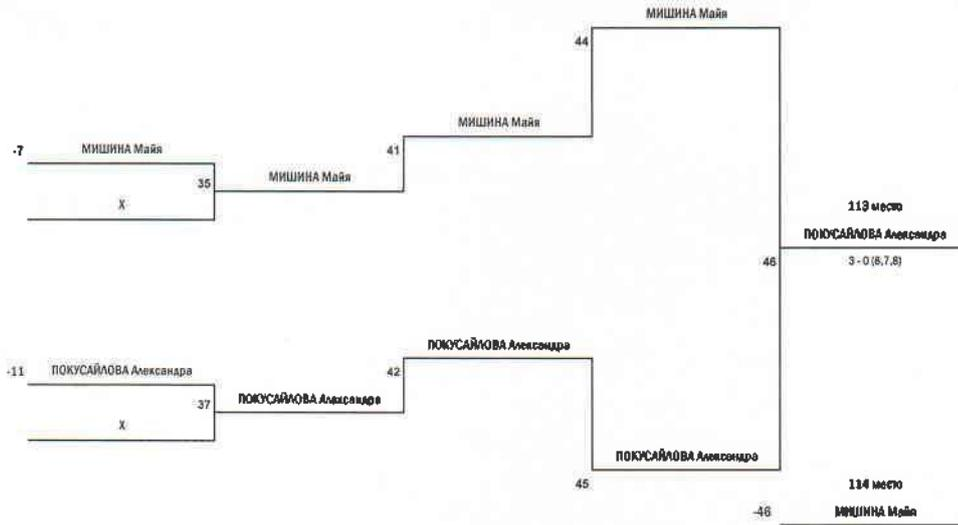 МИШИНА Майя
44
МИШИНА Майя
-7 МИШИНА Майя
41
35 МИШИНА Майя
X
113 место
ПОКУСАЙЛОВА Александра
46
3 - 0 (8,7,8)
ПОКУСАЙЛОВА Александра
-11 ПОКУСАЙЛОВА Александра
42
37 ПОКУСАЙЛОВА Александра
X
ПОКУСАЙЛОВА Александра
45
114 место
-46 МИШИНА Майя